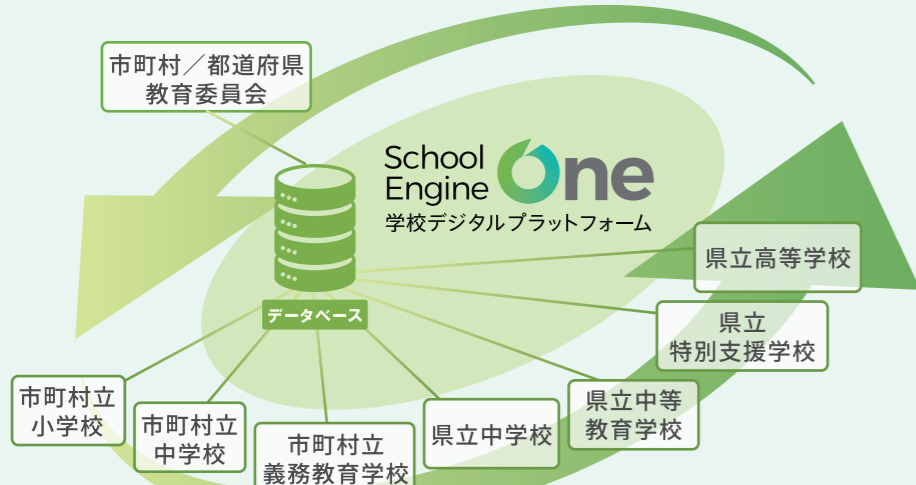 市町村／都道府県
教育委員会
School
Engine
One
学校デジタルプラットフォーム
データベース
県立高等学校
県立
特別支援学校
県立中等
教育学校
県立中学校
市町村立
義務教育学校
市町村立
中学校
市町村立
小学校